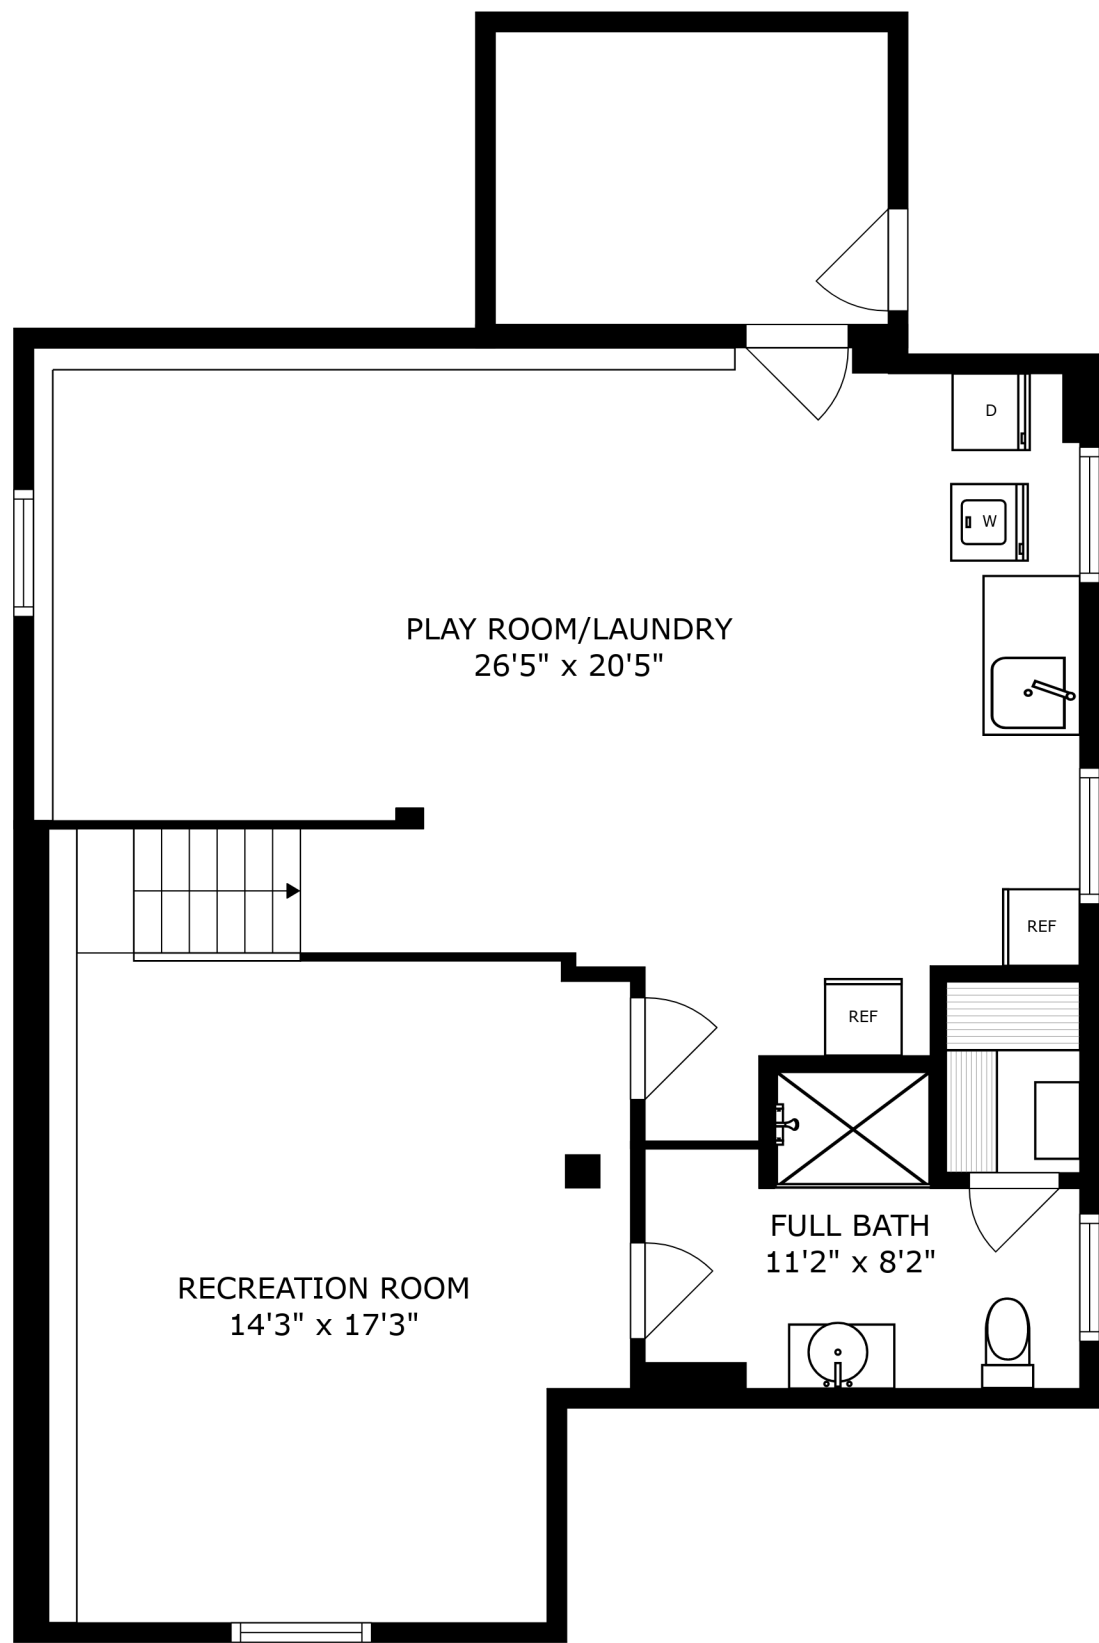 D
W
PLAY ROOM/LAUNDRY
26'5" x 20'5"
REF
REF
FULL BATH
11'2" x 8'2"
RECREATION ROOM
14'3" x 17'3"